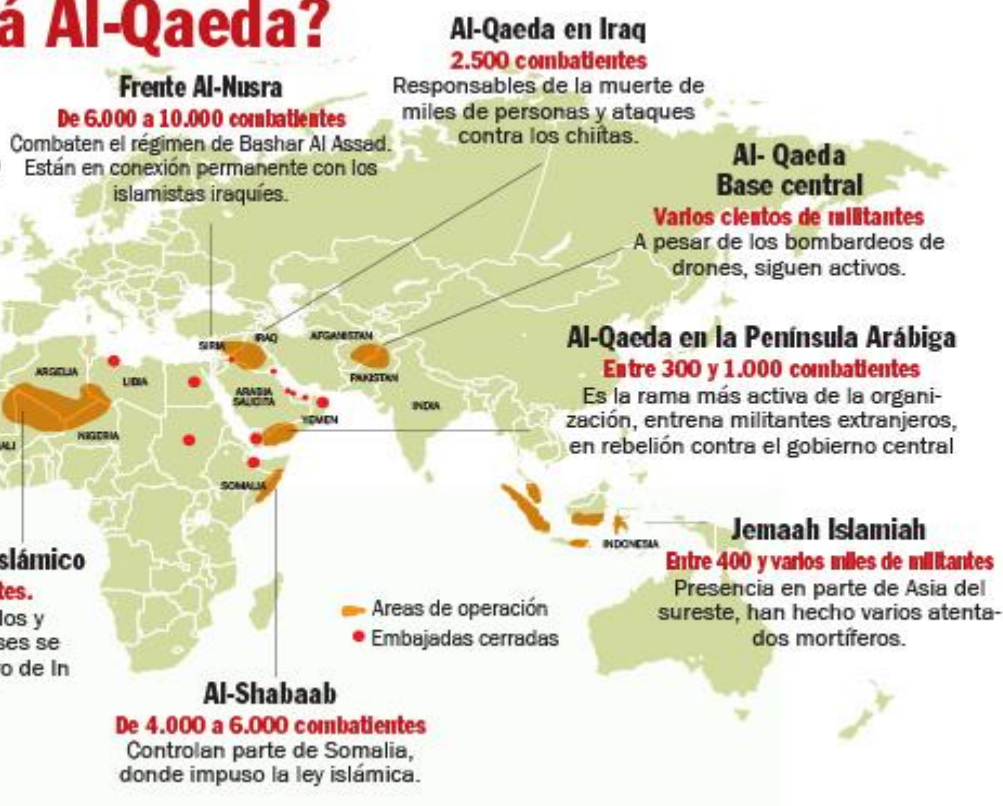 á Al-Qaeda?
Al-Qaeda en Iraq
2.500 combatientes
Responsables de la muerte de
miles de personas y ataques
contra los chiítas.
Frente Al-Nusra
De 6.000 a 10.000 combatientes
Combaten el régimen de Bashar Al Assad.
Están en conexión permanente con los
islamistas iraquíes.
Al- Qaeda
Base central
Varios cientos de militantes
A pesar de los bombardeos de
drones, siguen activos.
Al-Qaeda en la Península Arábiga
Entre 300 y 1.000 combatientes
Es la rama más activa de la organi-
zación, entrena militantes extranjeros,
en rebelión contra el gobierno central
SIRIA
IRAQ
AFGANISTAN
PAKISTAN
INDIA
ARGELIA
LIBIA
ARABIA
SAUDITA
YEMEN
ALI
NIGERIA
SOMALIA
INDONESIA
Jemaah Islamiah
Entre 400 y varios miles de militantes
Presencia en parte de Asia del
sureste, han hecho varios atenta-
dos mortíferos.
slámico
tes.
los y
ses se
o de In
Areas de operación
Embajadas cerradas
Al-Shabaab
De 4.000 a 6.000 combatientes
Controlan parte de Somalia,
donde impuso la ley islámica.